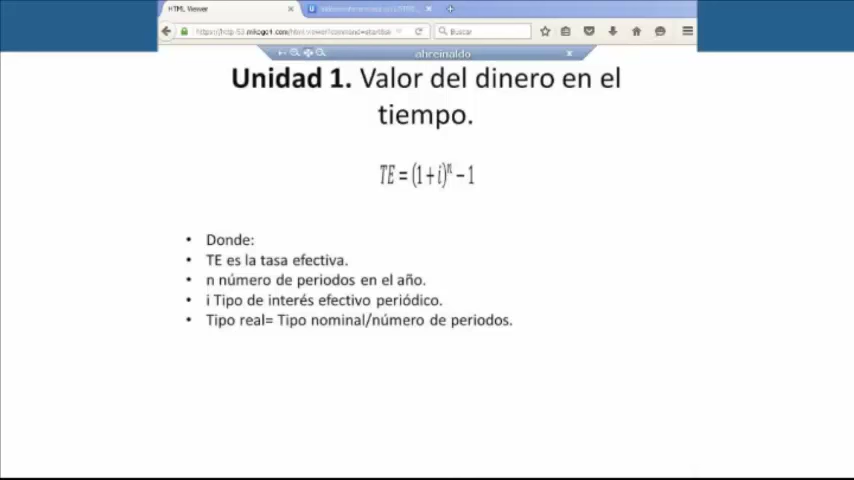 HTML Viewer
Buscar
ahreinaldo
Unidad 1. Valor del dinero en el
tiempo.
TE = (1 + i)^n − 1
• Donde:
• TE es la tasa efectiva.
• n número de periodos en el año.
• i Tipo de interés efectivo periódico.
• Tipo real= Tipo nominal/número de periodos.